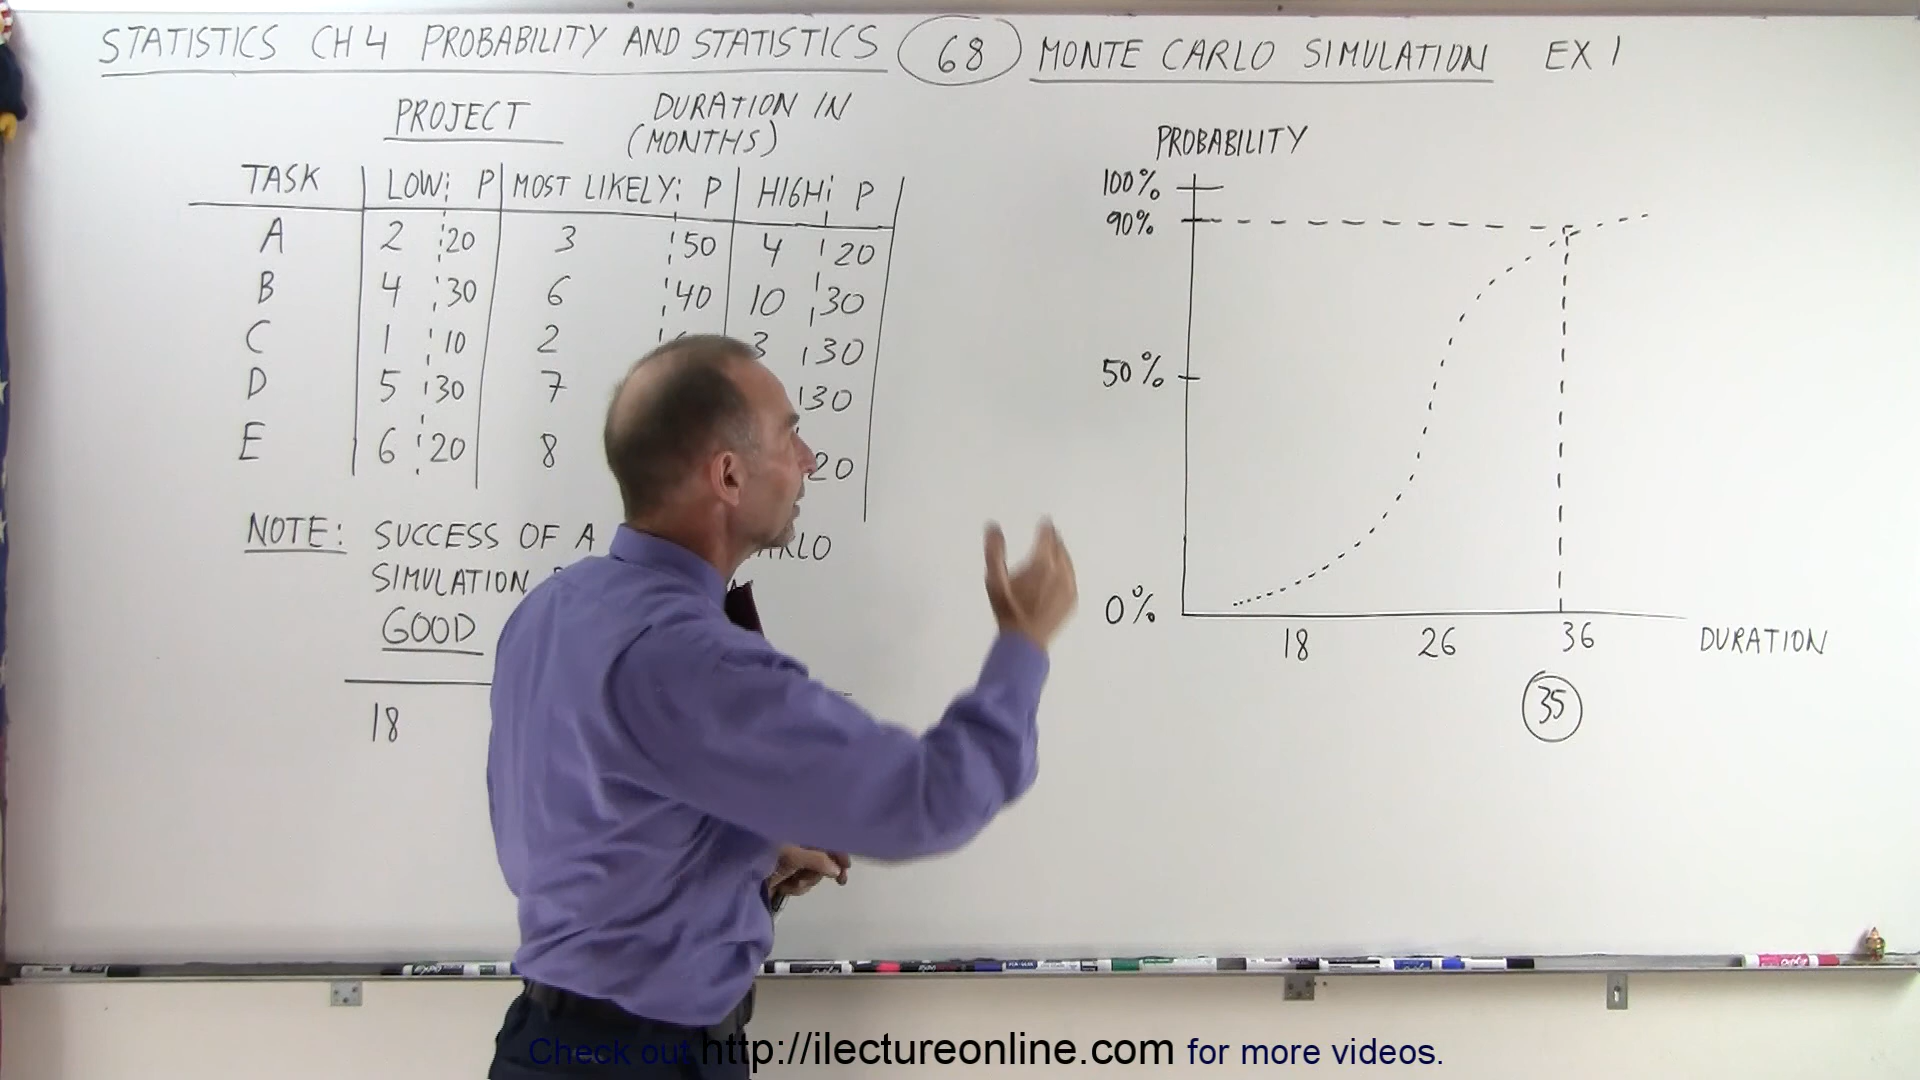 STATISTICS CH 4 PROBABILITY AND STATISTICS 68 MONTE CARLO SIMULATION EX 1
PROJECT DURATION IN
(MONTHS)
TASK LOW P MOST LIKELY P HIGH P
A 2 20 3 50 4 20
B 4 30 6 40 10 30
C 1 10 2 3 30
D 5 30 7 30
E 6 20 8 20
NOTE: SUCCESS OF A
SIMULATION
GOOD
18
PROBABILITY
100%
90%
50%
0%
18 26 36 DURATION
35
Check out http://ilectureonline.com for more videos.